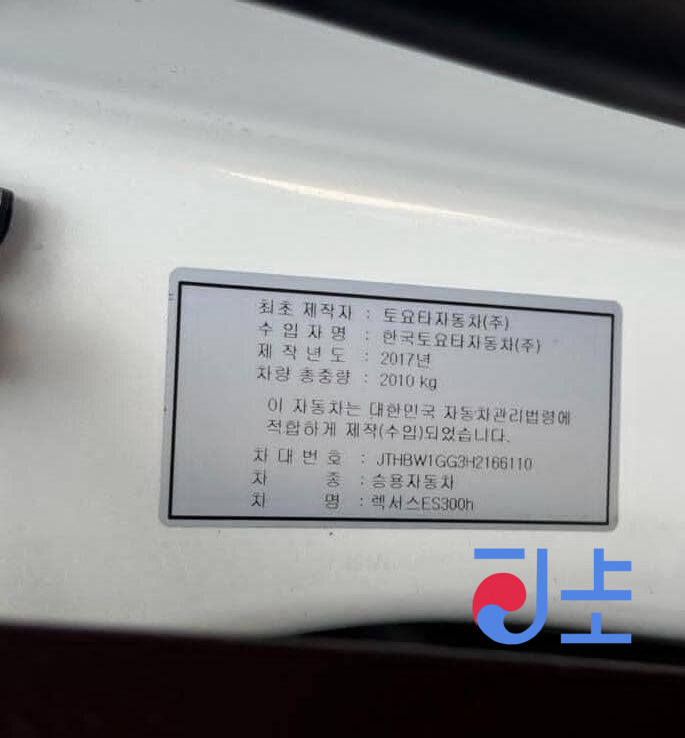 최초 제작자 : 토요타자동차(주)
수 입 자 명 : 한국토요타자동차(주)
제 작 년 도 : 2017년
차량 총중량 : 2010 kg
이 자동차는 대한민국 자동차관리법령에
적합하게 제작(수입)되었습니다.
차 대 번 호 : JTHBW1GG3H2166110
차 종 : 승용자동차
차 명 : 렉서스ES300h